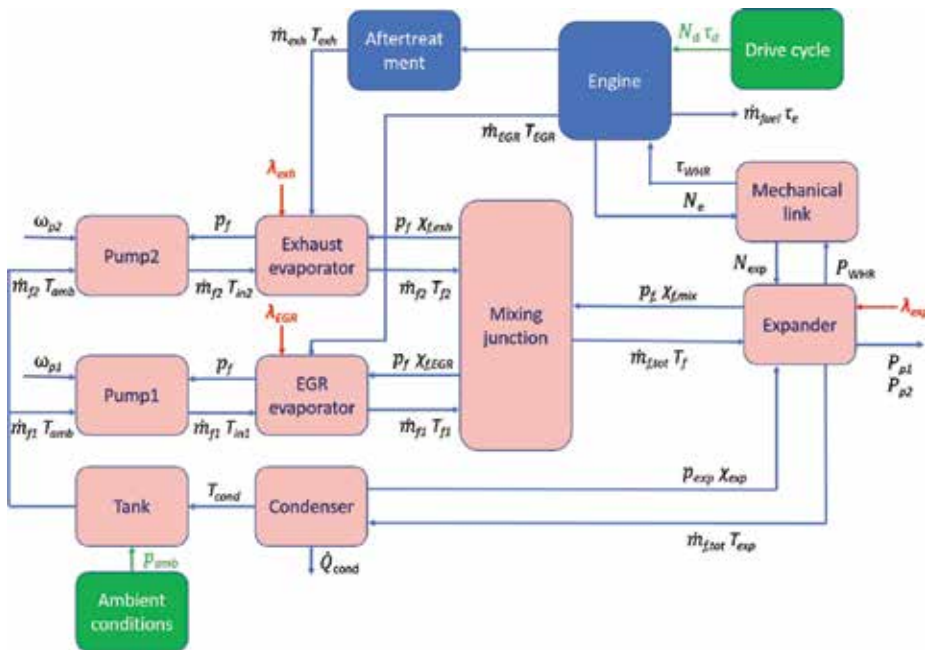 ṁexh Texh
Aftertreat
ment
Engine
Nd τd
Drive cycle
ṁfuel τe
ṁEGR TEGR
λexh
τWHR
Ne
Mechanical
link
ωp2
Pump2
pf
Exhaust
evaporator
pf χf,exh
ṁf2 Tamb
ṁf2 Tin2
ṁf2 Tf2
Nexp
PWHR
Mixing
junction
pf, χf,mix
Expander
λexp
ṁf,tot Tf
Pp1
Pp2
λEGR
ωp1
Pump1
pf
EGR
evaporator
pf χf,EGR
ṁf1 Tamb
ṁf1 Tin1
ṁf1 Tf1
Tank
Tcond
Condenser
pexp χexp
ṁf,tot Texp
pamb
Q̇cond
Ambient
conditions